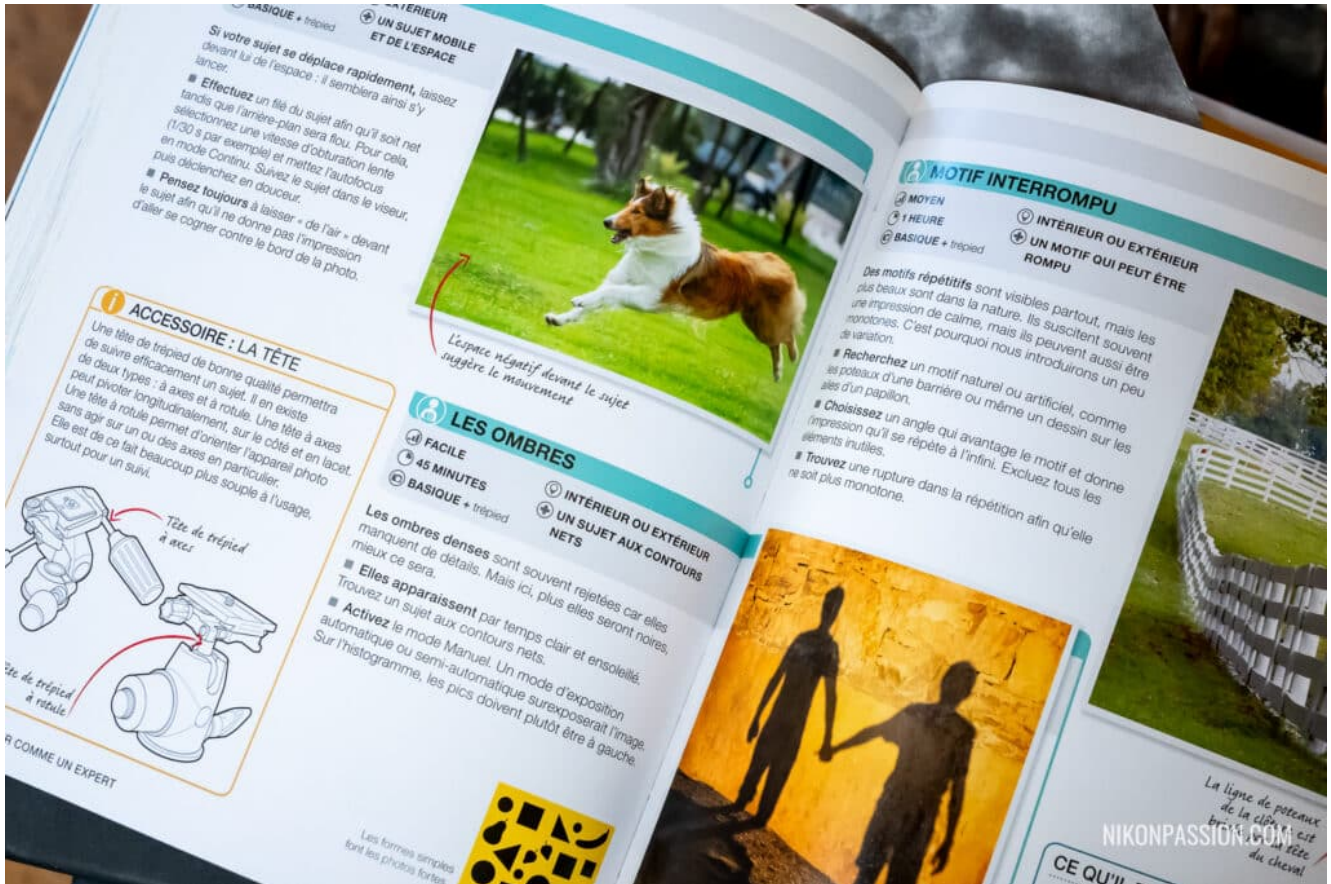 BASIQUE + trépied
EXTÉRIEUR
UN SUJET MOBILE
ET DE L'ESPACE
Si votre sujet se déplace rapidement, laissez
devant lui de l'espace : il semblera ainsi s'y
lancer.
■ Effectuez un filé du sujet afin qu'il soit net
tandis que l'arrière-plan sera flou. Pour cela,
sélectionnez une vitesse d'obturation lente
(1/30 s par exemple) et mettez l'autofocus
en mode Continu. Suivez le sujet dans le viseur,
puis déclenchez en douceur.
■ Pensez toujours à laisser « de l'air » devant
le sujet afin qu'il ne donne pas l'impression
d'aller se cogner contre le bord de la photo.
L'espace négatif devant le sujet
suggère le mouvement
i ACCESSOIRE : LA TÊTE
Une tête de trépied de bonne qualité permettra
de suivre efficacement un sujet. Il en existe
de deux types : à axes et à rotule. Une tête à axes
peut pivoter longitudinalement, sur le côté et en lacet.
Une tête à rotule permet d'orienter l'appareil photo
sans agir sur un ou des axes en particulier.
Elle est de ce fait beaucoup plus souple à l'usage,
surtout pour un suivi.
Tête de trépied
à axes
Tête de trépied
à rotule
R COMME UN EXPERT
LES OMBRES
FACILE
45 MINUTES
BASIQUE + trépied
INTÉRIEUR OU EXTÉRIEUR
UN SUJET AUX CONTOURS
NETS
Les ombres denses sont souvent rejetées car elles
manquent de détails. Mais ici, plus elles seront noires,
mieux ce sera.
■ Elles apparaissent par temps clair et ensoleillé.
Trouvez un sujet aux contours nets.
■ Activez le mode Manuel. Un mode d'exposition
automatique ou semi-automatique surexposerait l'image.
Sur l'histogramme, les pics doivent plutôt être à gauche.
Les formes simples
font les photos fortes
MOTIF INTERROMPU
MOYEN
1 HEURE
BASIQUE + trépied
INTÉRIEUR OU EXTÉRIEUR
UN MOTIF QUI PEUT ÊTRE
ROMPU
Des motifs répétitifs sont visibles partout, mais les
plus beaux sont dans la nature. Ils suscitent souvent
une impression de calme, mais ils peuvent aussi être
monotones. C'est pourquoi nous introduirons un peu
de variation.
■ Recherchez un motif naturel ou artificiel, comme
les poteaux d'une barrière ou même un dessin sur les
ailes d'un papillon.
■ Choisissez un angle qui avantage le motif et donne
l'impression qu'il se répète à l'infini. Excluez tous les
éléments inutiles.
■ Trouvez une rupture dans la répétition afin qu'elle
ne soit plus monotone.
La ligne de poteaux
de la clôture est
du cheval
CE QU'IL
NIKONPASSION.COM